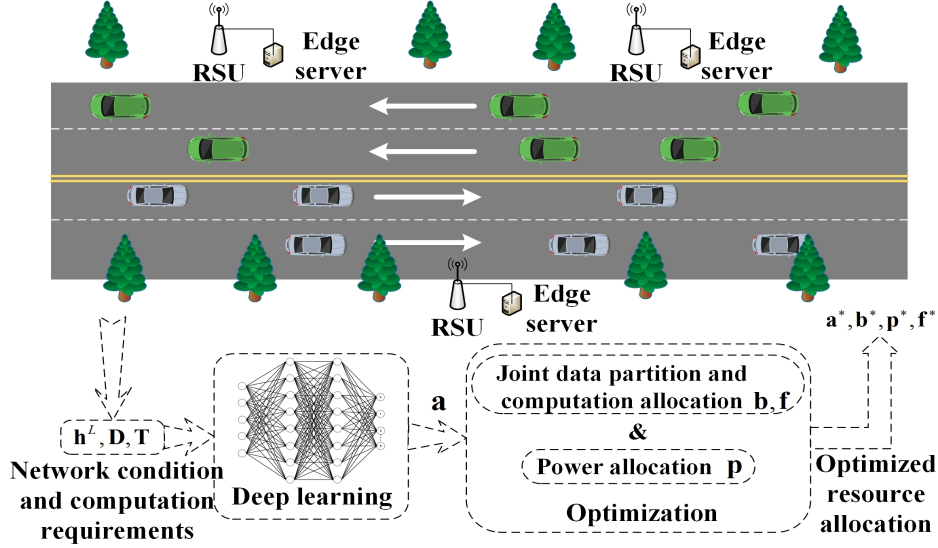 RSU
Edge
server
RSU
Edge
server
RSU
Edge
server
a*, b*, p*, f*
h^L, D, T
Network condition
and computation
requirements
Deep learning
a
Joint data partition and
computation allocation b, f
&
Power allocation p
Optimization
Optimized
resource
allocation